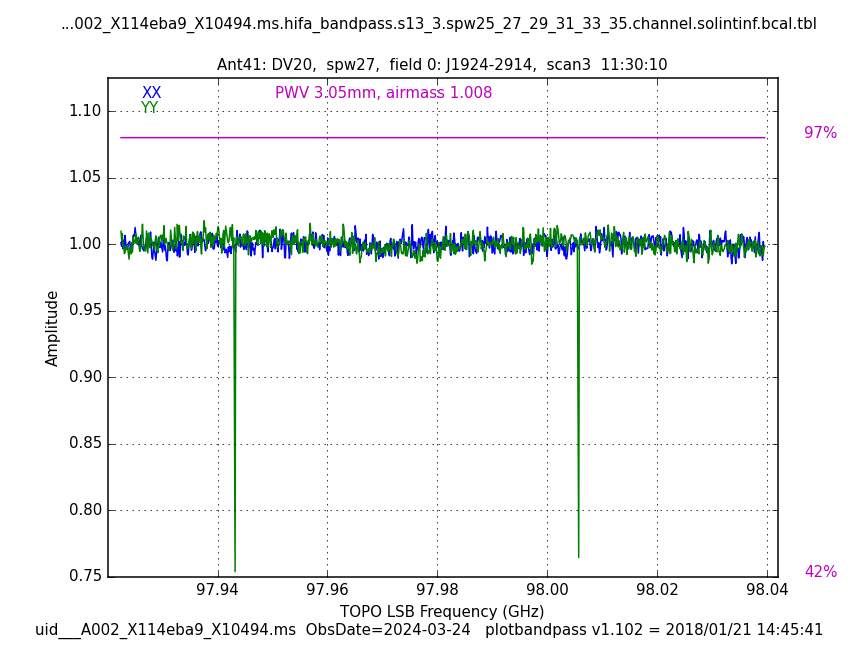 ...002_X114eba9_X10494.ms.hifa_bandpass.s13_3.spw25_27_29_31_33_35.channel.solintinf.bcal.tbl
Ant41: DV20,  spw27,  field 0: J1924-2914,  scan3  11:30:10
XX
YY
PWV 3.05mm, airmass 1.008
97%
42%
1.10
1.05
1.00
0.95
0.90
0.85
0.80
0.75
Amplitude
97.94 97.96 97.98 98.00 98.02 98.04
TOPO LSB Frequency (GHz)
uid___A002_X114eba9_X10494.ms  ObsDate=2024-03-24   plotbandpass v1.102 = 2018/01/21 14:45:41